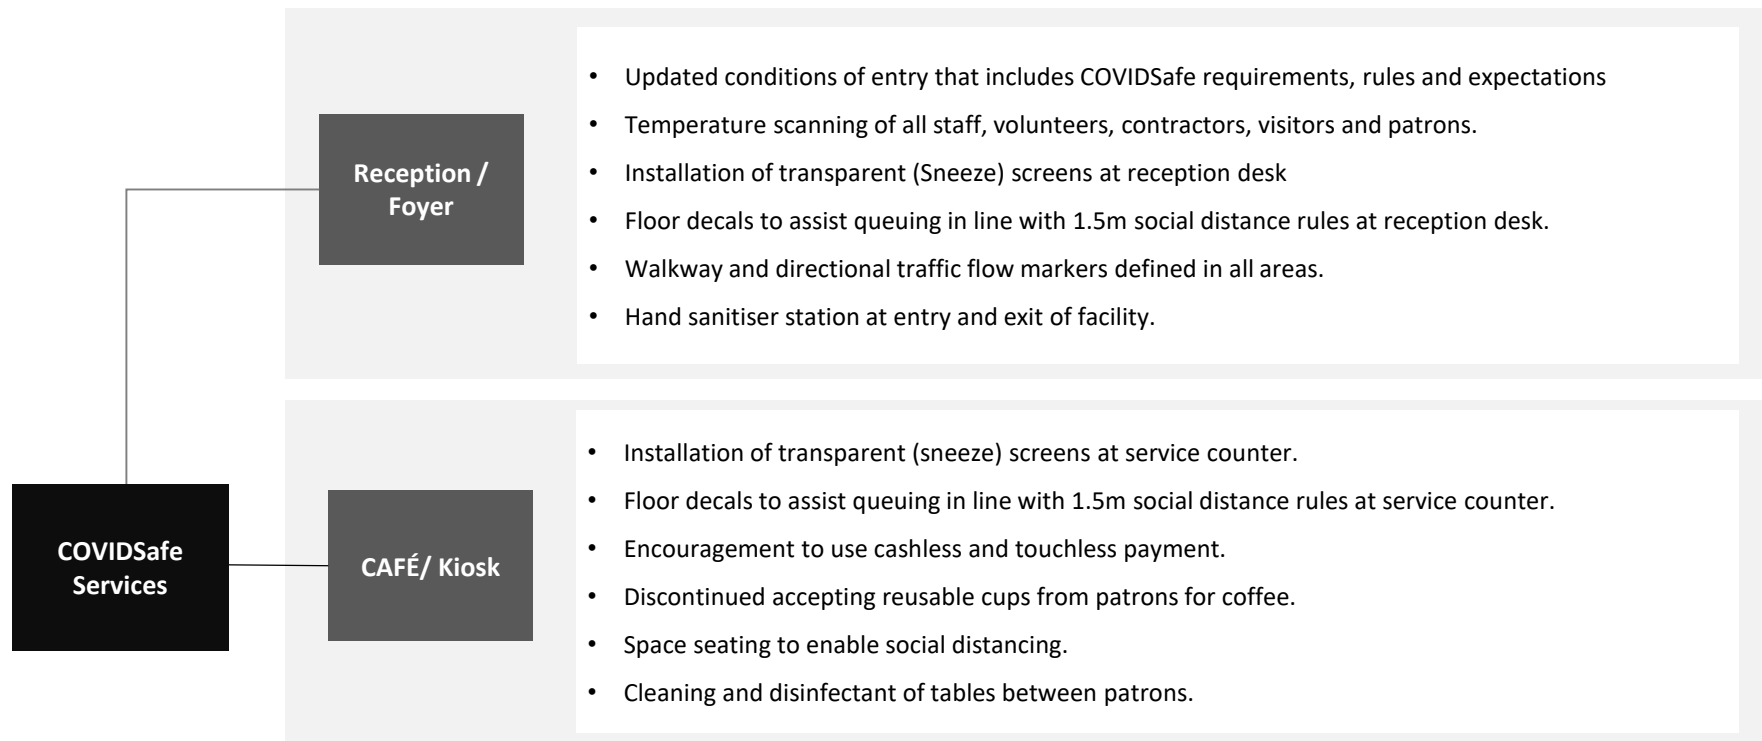 Reception /
Foyer
• Updated conditions of entry that includes COVIDSafe requirements, rules and expectations
• Temperature scanning of all staff, volunteers, contractors, visitors and patrons.
• Installation of transparent (Sneeze) screens at reception desk
• Floor decals to assist queuing in line with 1.5m social distance rules at reception desk.
• Walkway and directional traffic flow markers defined in all areas.
• Hand sanitiser station at entry and exit of facility.
COVIDSafe
Services
CAFÉ/ Kiosk
• Installation of transparent (sneeze) screens at service counter.
• Floor decals to assist queuing in line with 1.5m social distance rules at service counter.
• Encouragement to use cashless and touchless payment.
• Discontinued accepting reusable cups from patrons for coffee.
• Space seating to enable social distancing.
• Cleaning and disinfectant of tables between patrons.